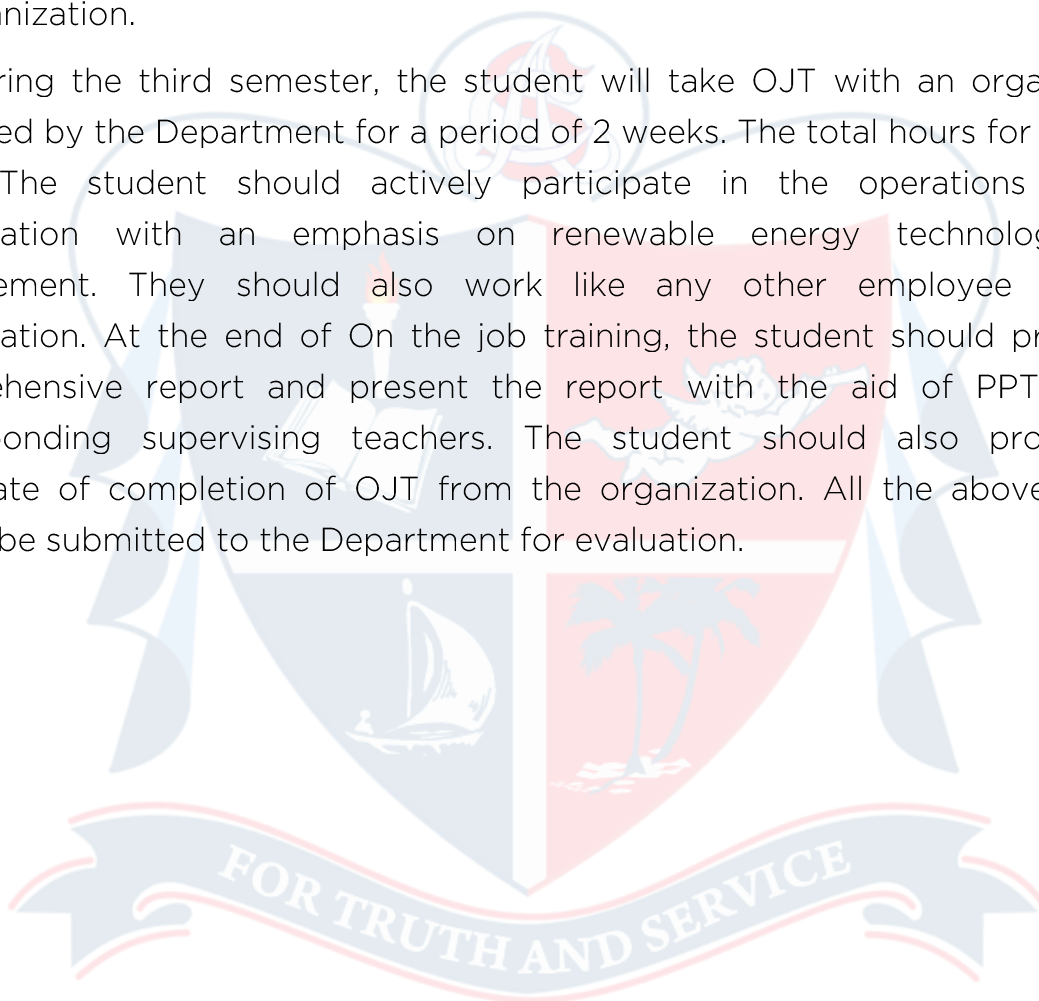 nization.
ring the third semester, the student will take OJT with an orga
ed by the Department for a period of 2 weeks. The total hours for
The student should actively participate in the operations
ation with an emphasis on renewable energy technolog
ement. They should also work like any other employee
ation. At the end of On the job training, the student should pr
ehensive report and present the report with the aid of PPT
onding supervising teachers. The student should also pro
ate of completion of OJT from the organization. All the above
be submitted to the Department for evaluation.
FOR TRUTH AND SERVICE